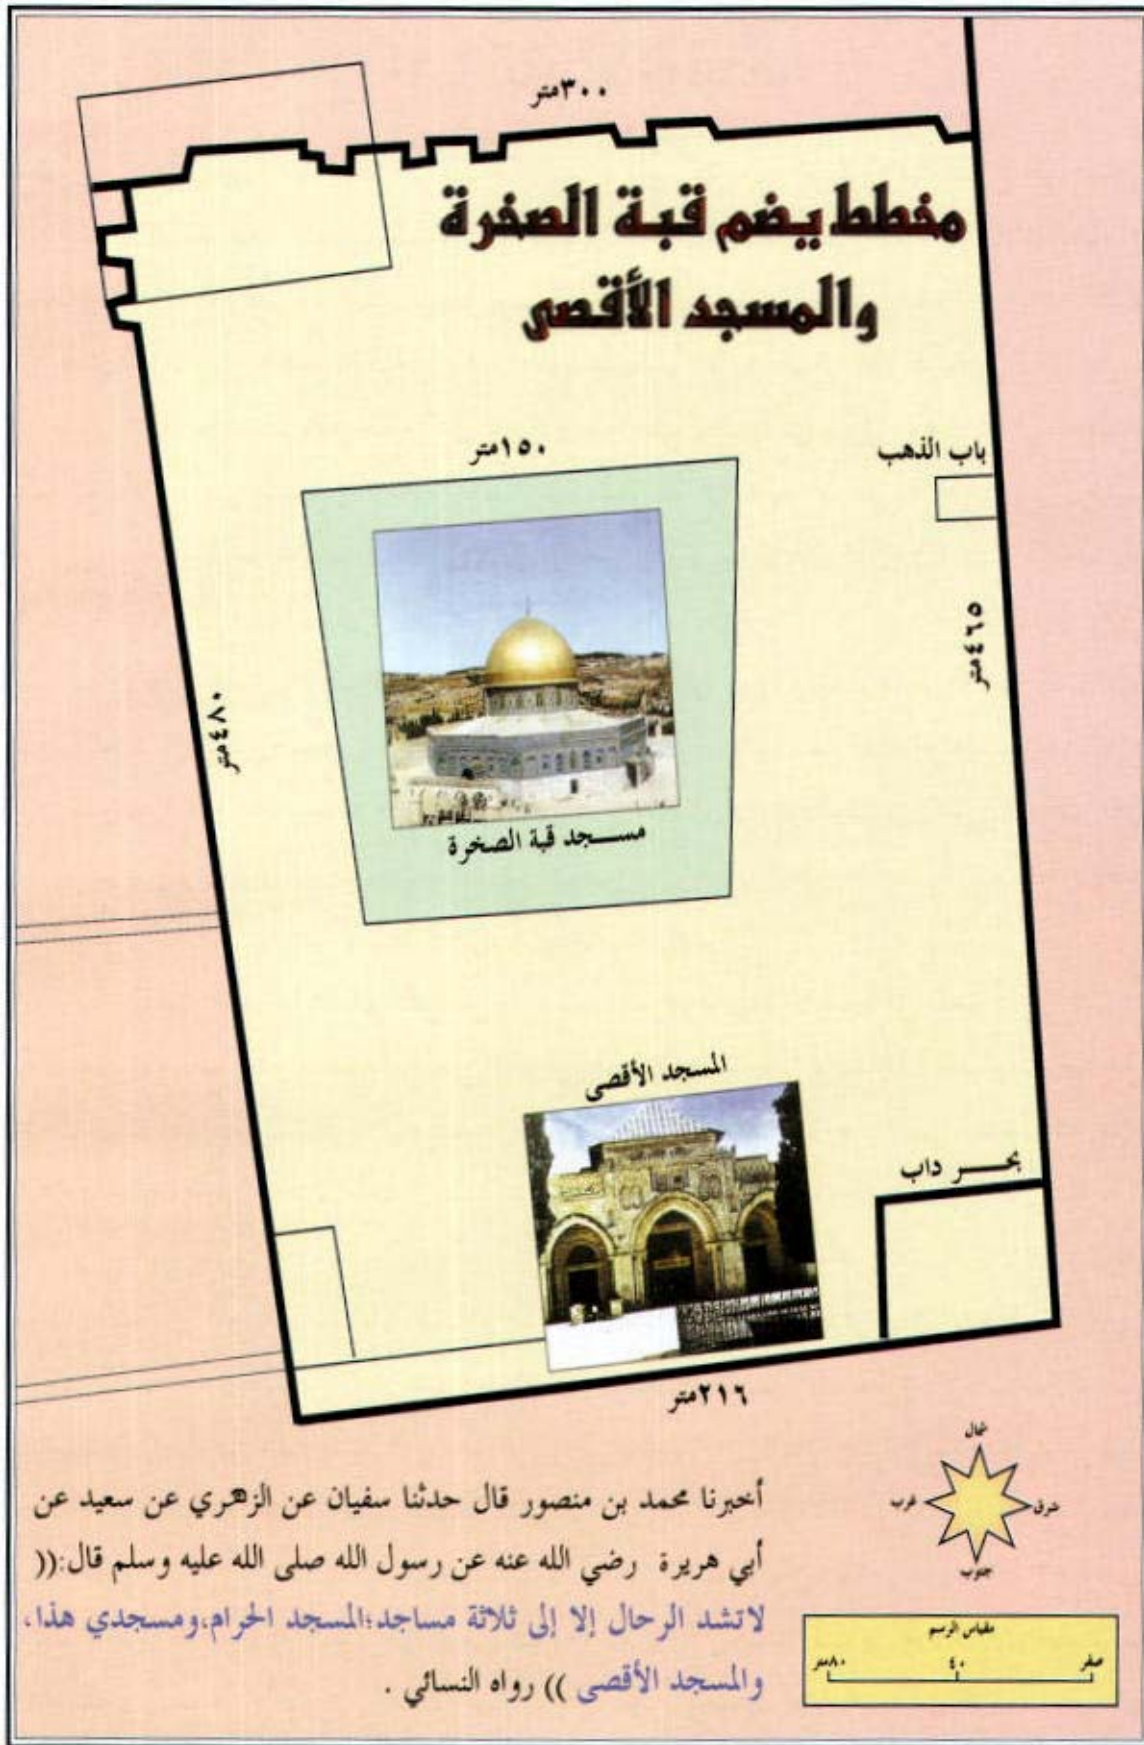 ٣٠٠متر
مخطط يضم قبة الصخرة
والمسجد الأقصى
باب الذهب
١٥٠متر
٤٦٥متر
٤٨٠متر
مســـجد قبة الصخرة
المسجد الأقصى
بحـــر داب
٢١٦متر
شمال
شرق
غرب
جنوب
أخبرنا محمد بن منصور قال حدثنا سفيان عن الزهري عن سعيد عن
أبي هريرة رضي الله عنه عن رسول الله صلى الله عليه وسلم قال:((
لاتشد الرحال إلا إلى ثلاثة مساجد؛المسجد الحرام،ومسجدي هذا،
والمسجد الأقصى )) رواه النسائي .
مقياس الرسم
صفر ٤٠ ٨٠متر